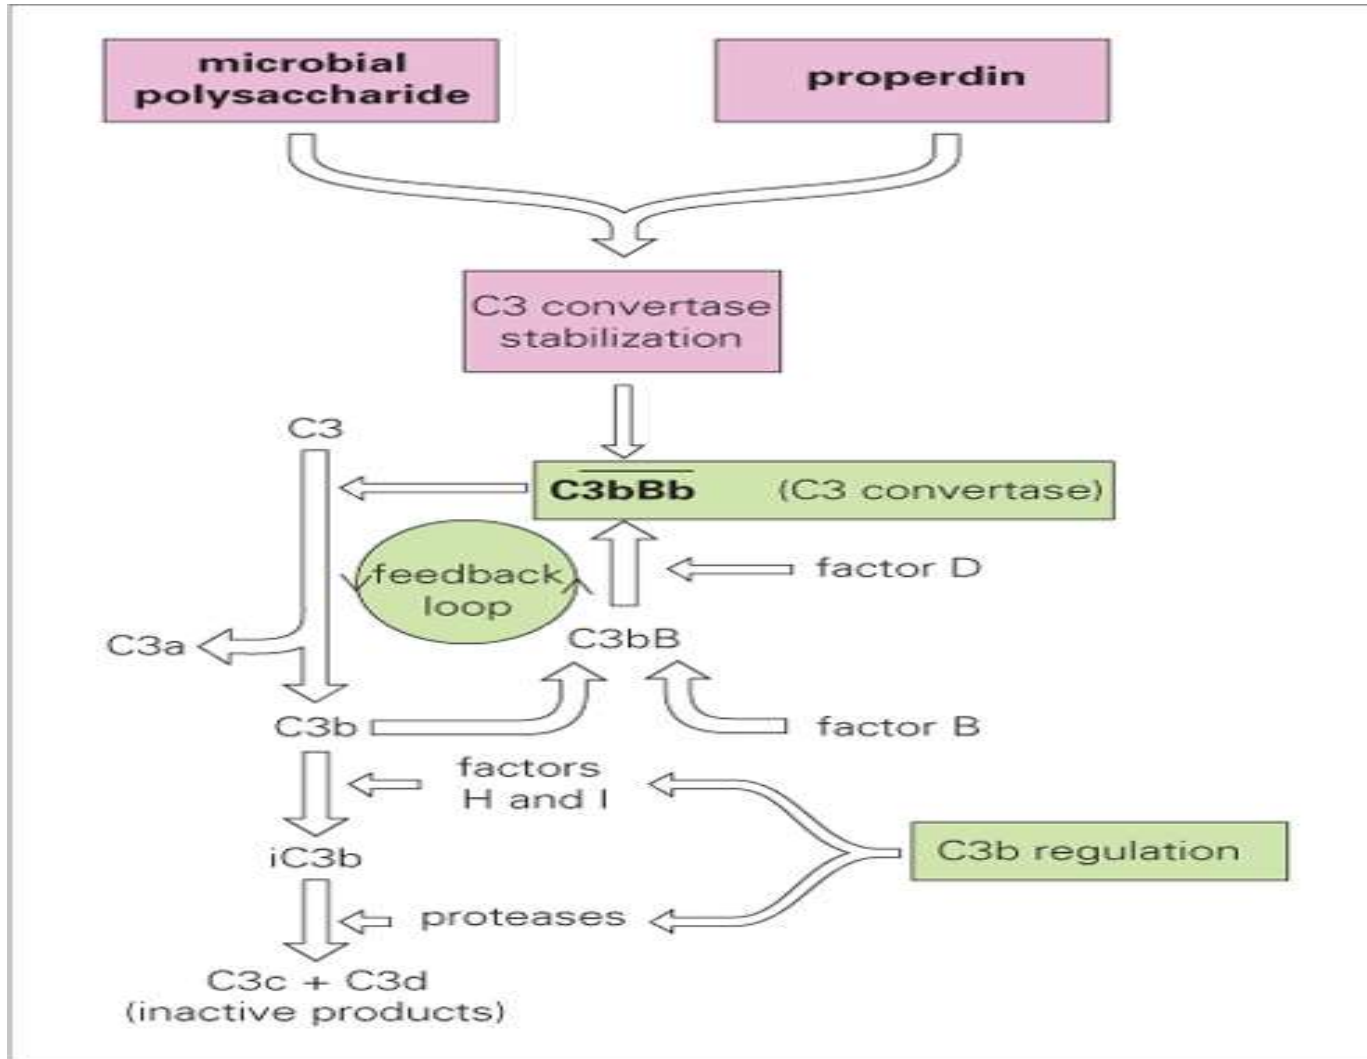 microbial
polysaccharide
properdin
C3 convertase
stabilization
C3
C3bBb (C3 convertase)
feedback
loop
factor D
C3a
C3bB
C3b
factor B
factors
H and I
iC3b
C3b regulation
proteases
C3c + C3d
(inactive products)